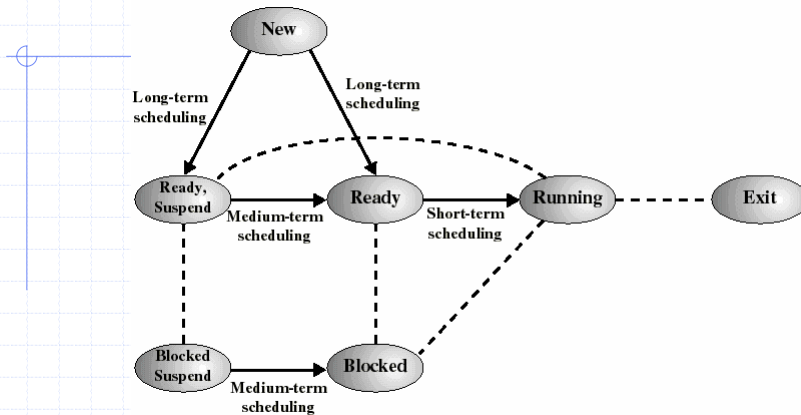 New
Long-term
scheduling
Long-term
scheduling
Ready,
Suspend
Medium-term
scheduling
Ready
Short-term
scheduling
Running
Exit
Blocked
Suspend
Medium-term
scheduling
Blocked